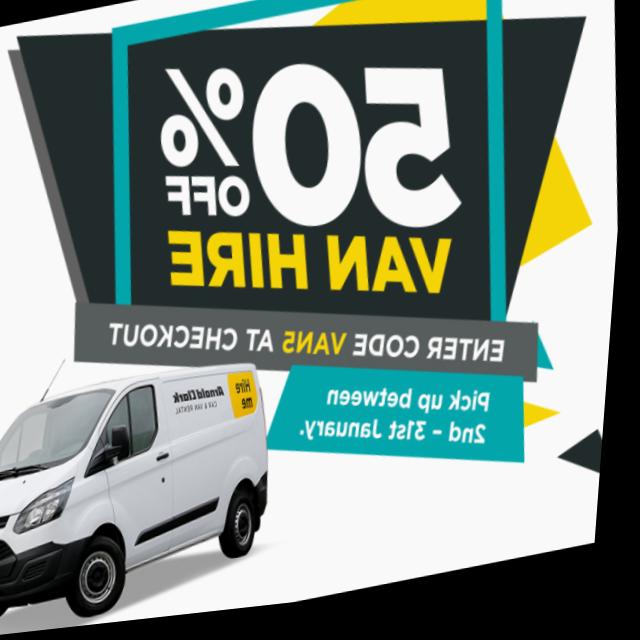 50% OFF
VAN HIRE
ENTER CODE VANS AT CHECKOUT
Pick up between
2nd - 31st January.
Hire
me
Arnold Clark
CAR & VAN RENTAL